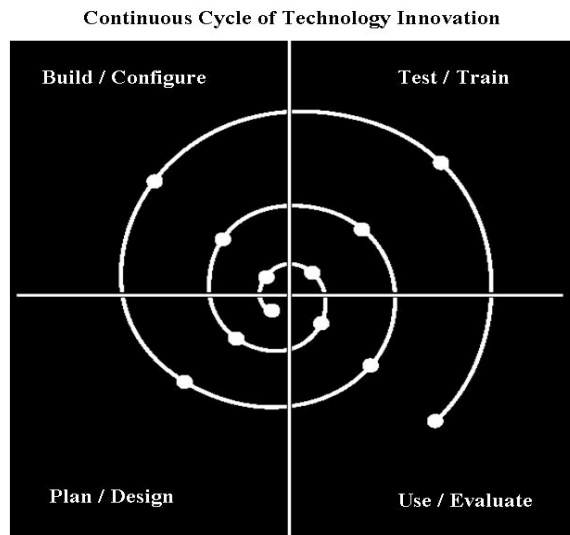 Continuous Cycle of Technology Innovation
Build / Configure
Test / Train
Plan / Design
Use / Evaluate